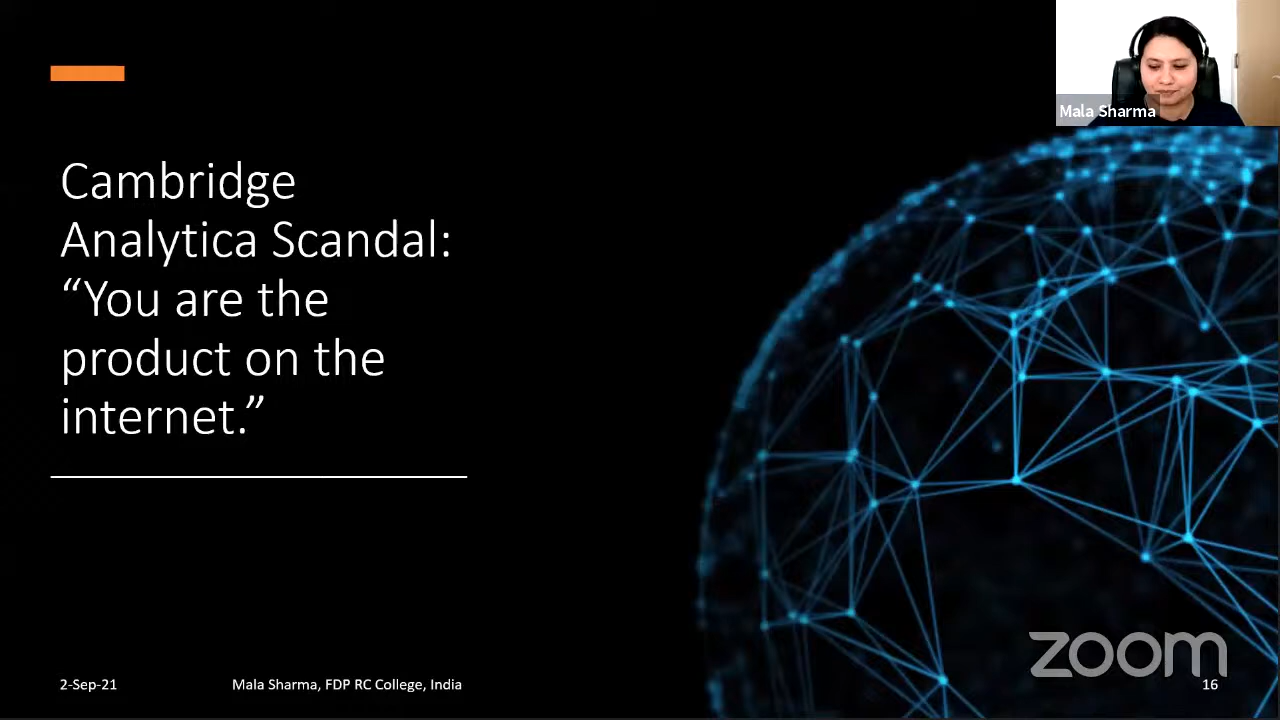 Mala Sharma
Cambridge
Analytica Scandal:
“You are the
product on the
internet.”
zoom
2-Sep-21
Mala Sharma, FDP RC College, India
16